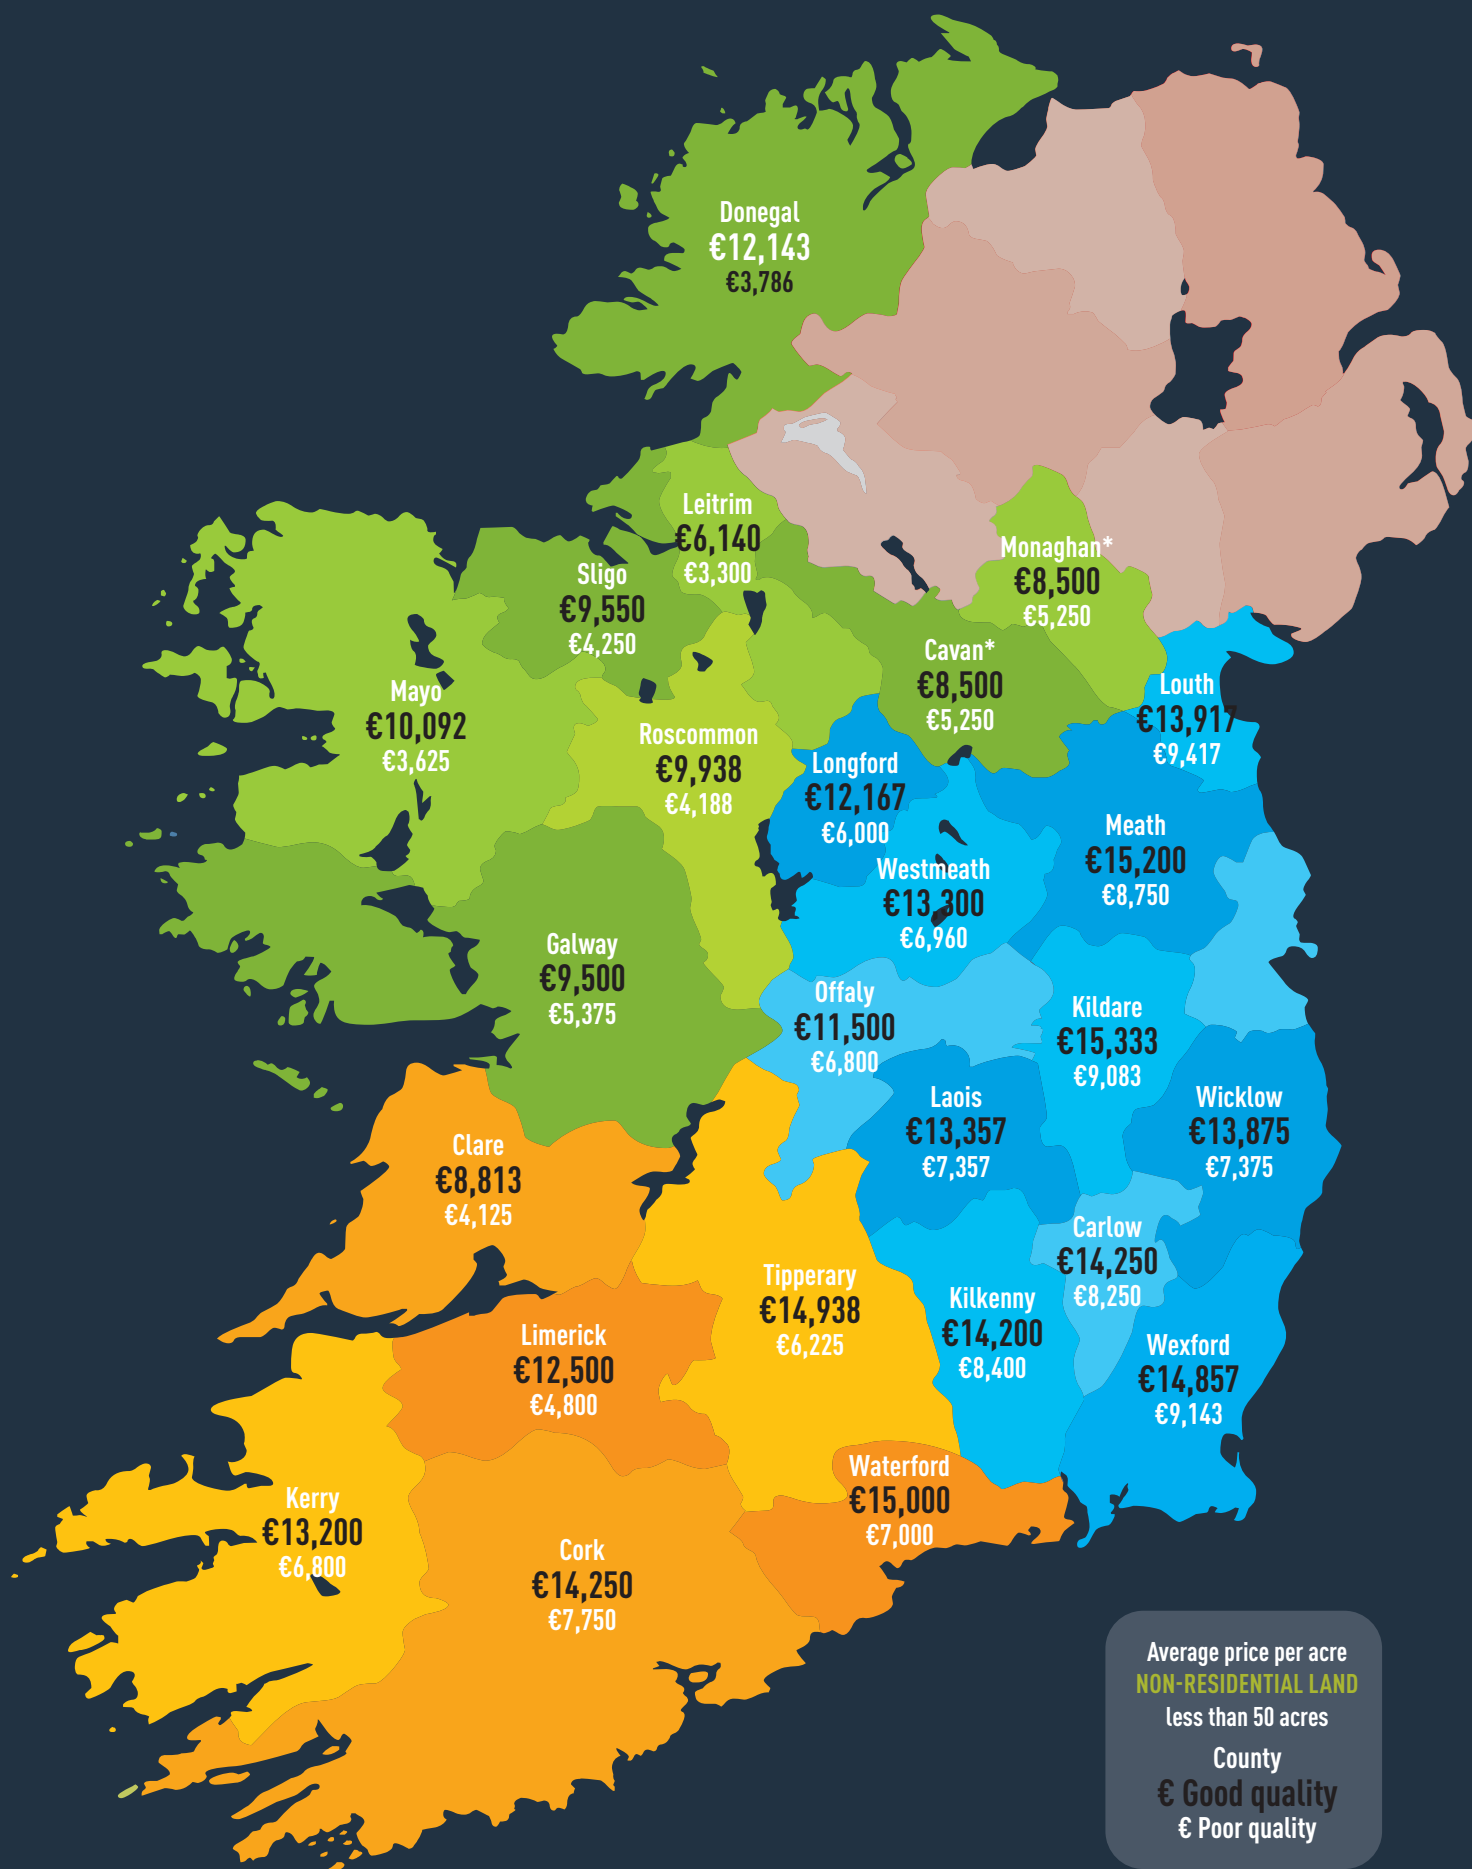 Donegal
€12,143
€3,786
Leitrim
€6,140
€3,300
Monaghan*
€8,500
€5,250
Sligo
€9,550
€4,250
Cavan*
€8,500
€5,250
Louth
€13,917
€9,417
Mayo
€10,092
€3,625
Roscommon
€9,938
€4,188
Longford
€12,167
€6,000
Meath
€15,200
€8,750
Westmeath
€13,300
€6,960
Galway
€9,500
€5,375
Offaly
€11,500
€6,800
Kildare
€15,333
€9,083
Laois
€13,357
€7,357
Wicklow
€13,875
€7,375
Clare
€8,813
€4,125
Carlow
€14,250
€8,250
Tipperary
€14,938
€6,225
Kilkenny
€14,200
€8,400
Limerick
€12,500
€4,800
Wexford
€14,857
€9,143
Waterford
€15,000
€7,000
Kerry
€13,200
€6,800
Cork
€14,250
€7,750
Average price per acre
NON-RESIDENTIAL LAND
less than 50 acres
County
€ Good quality
€ Poor quality